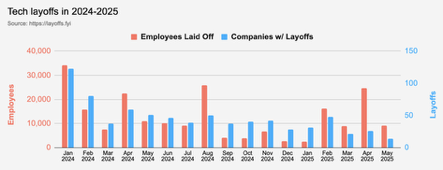 Tech layoffs in 2024-2025
Source: https://layoffs.fyi
Employees Laid Off
Companies w/ Layoffs
40,000
30,000
20,000
10,000
0
Employees
150
100
50
0
Layoffs
Jan 2024
Feb 2024
Mar 2024
Apr 2024
May 2024
Jun 2024
Jul 2024
Aug 2024
Sep 2024
Oct 2024
Nov 2024
Dec 2024
Jan 2025
Feb 2025
Mar 2025
Apr 2025
May 2025